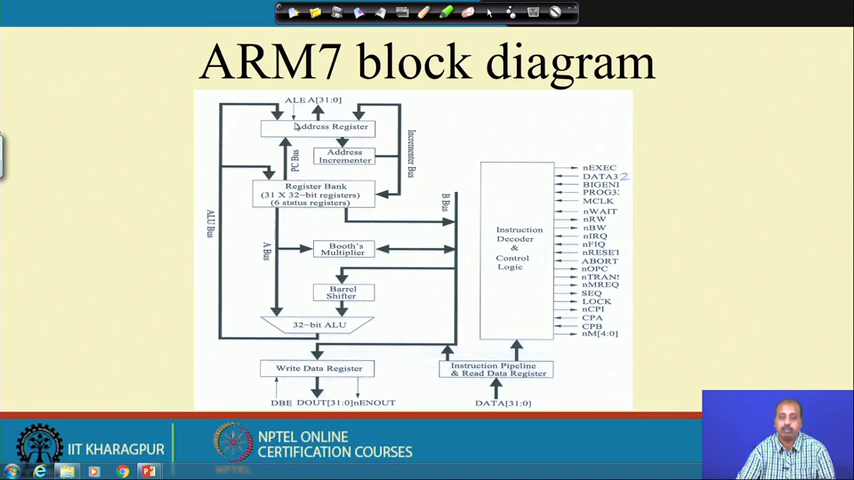 ARM7 block diagram
ALE A[31:0]
Address Register
PC Bus
Address
Incrementer
Incrementer Bus
Register Bank
(31 X 32-bit registers)
(6 status registers)
ALU Bus
A Bus
B Bus
Booth's
Multiplier
Barrel
Shifter
32-bit ALU
Write Data Register
DBE DOUT[31:0]nENOUT
Instruction
Decoder
&
Control
Logic
Instruction Pipeline
& Read Data Register
DATA[31:0]
nEXEC
DATA32
BIGENI
PROG3
MCLK
nWAIT
nRW
nBW
nIRQ
nFIQ
nRESET
ABORT
nOPC
nTRANS
nMREQ
SEQ
LOCK
nCPI
CPA
CPB
nM[4:0]
IIT KHARAGPUR
NPTEL ONLINE
CERTIFICATION COURSES
NPTEL